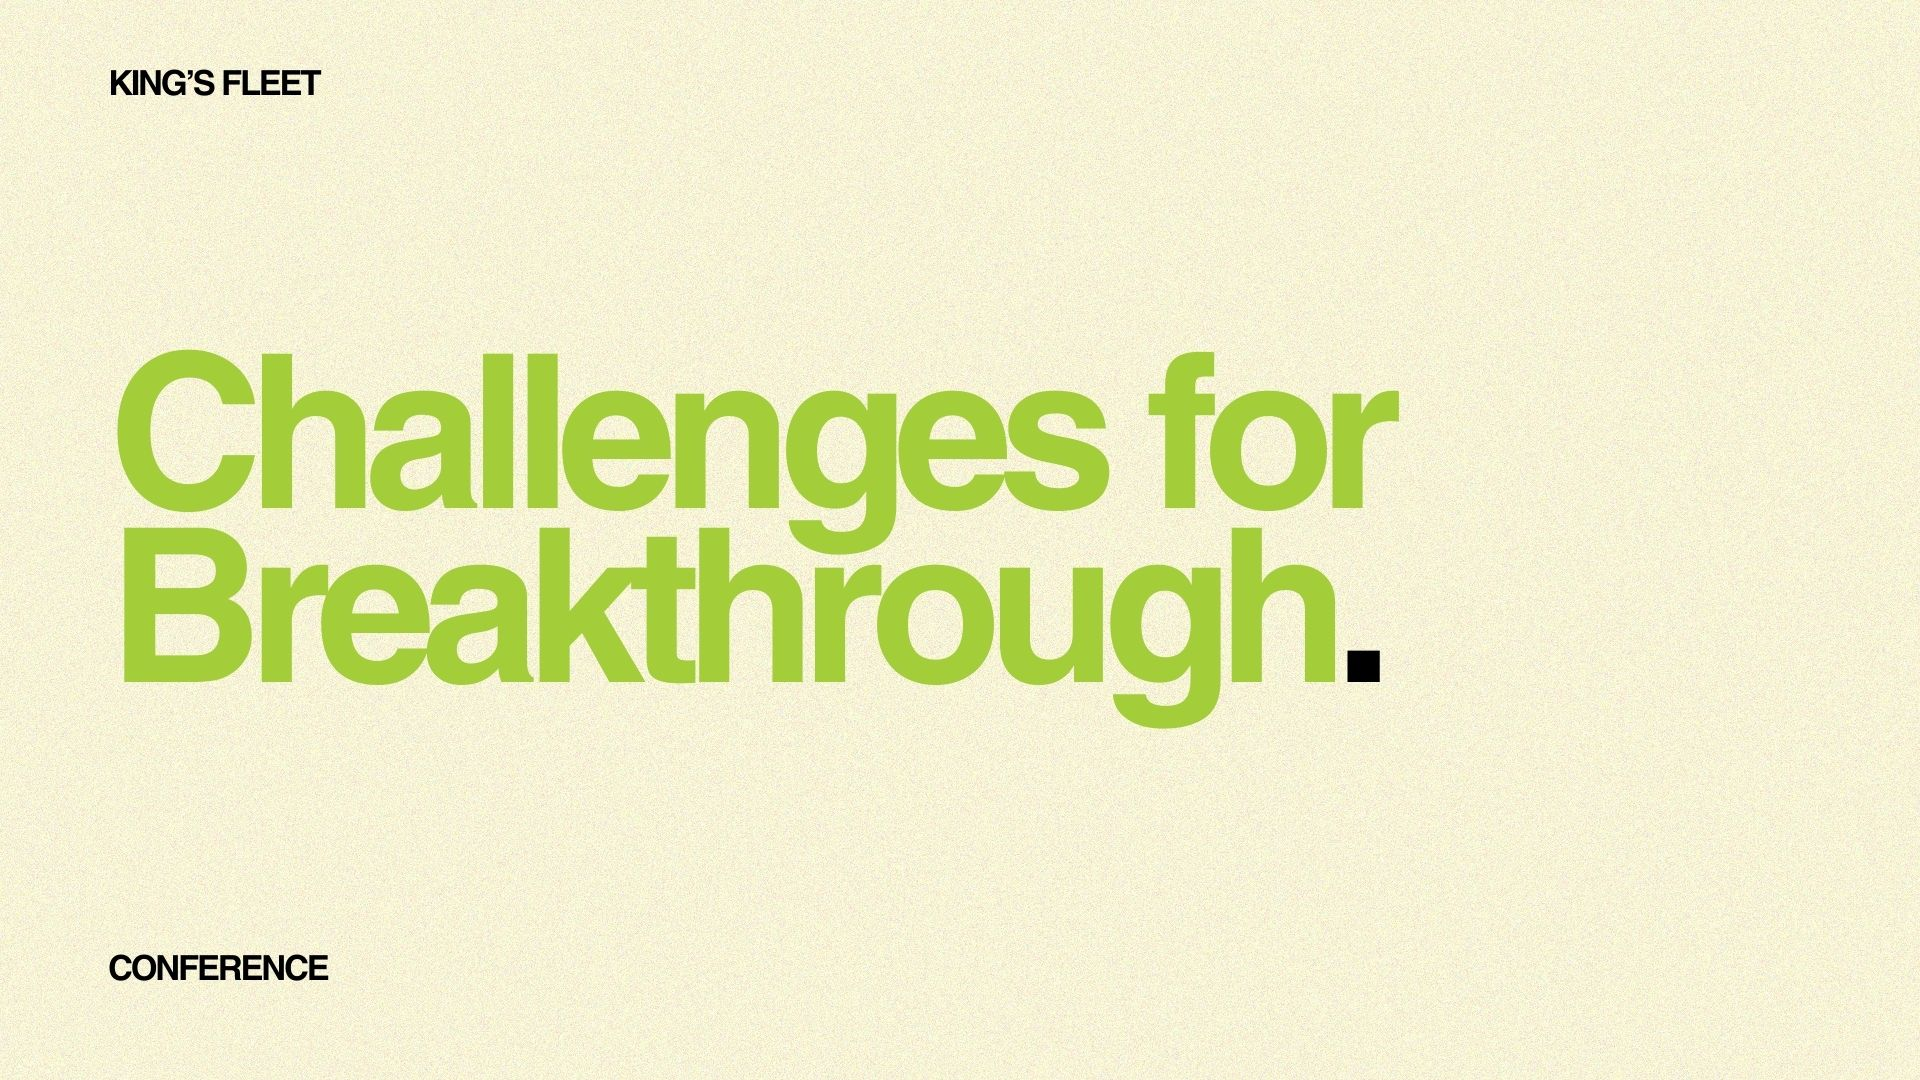 KING’S FLEET
Challenges for
Breakthrough.
CONFERENCE